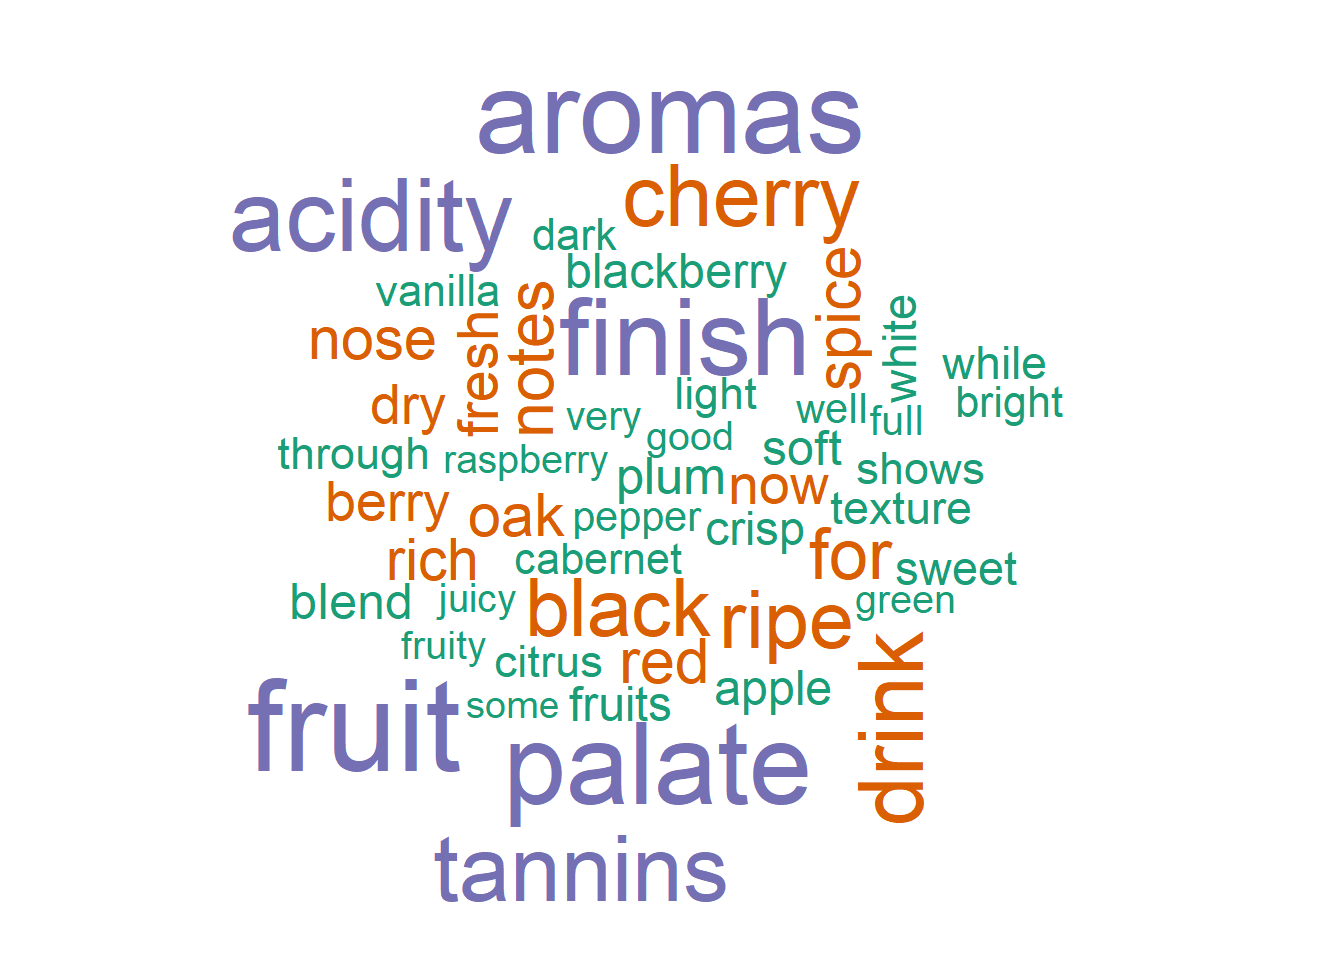 aromas
acidity
cherry
dark
blackberry
vanilla
notes
spice
finish
white
nose
fresh
while
dry
light
bright
very
well
full
good
through
raspberry
soft
plum
now
shows
berry
oak
pepper
crisp
texture
rich
cabernet
for
sweet
blend
juicy
black
ripe
green
fruity
citrus
red
drink
apple
fruit
some
fruits
palate
tannins